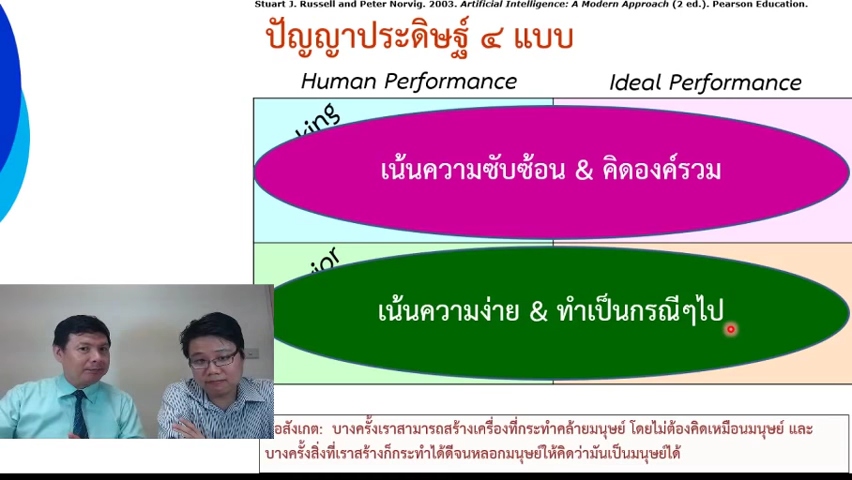 Stuart J. Russell and Peter Norvig. 2003. Artificial Intelligence: A Modern Approach (2 ed.). Pearson Education.
ปัญญาประดิษฐ์ ๔ แบบ
Human Performance
Ideal Performance
เน้นความซับซ้อน & คิดองค์รวม
เน้นความง่าย & ทำเป็นกรณีๆไป
สังเกต: บางครั้งเราสามารถสร้างเครื่องที่กระทำคล้ายมนุษย์ โดยไม่ต้องคิดเหมือนมนุษย์ และ
บางครั้งสิ่งที่เราสร้างก็กระทำได้ดีจนหลอกมนุษย์ให้คิดว่ามันเป็นมนุษย์ได้